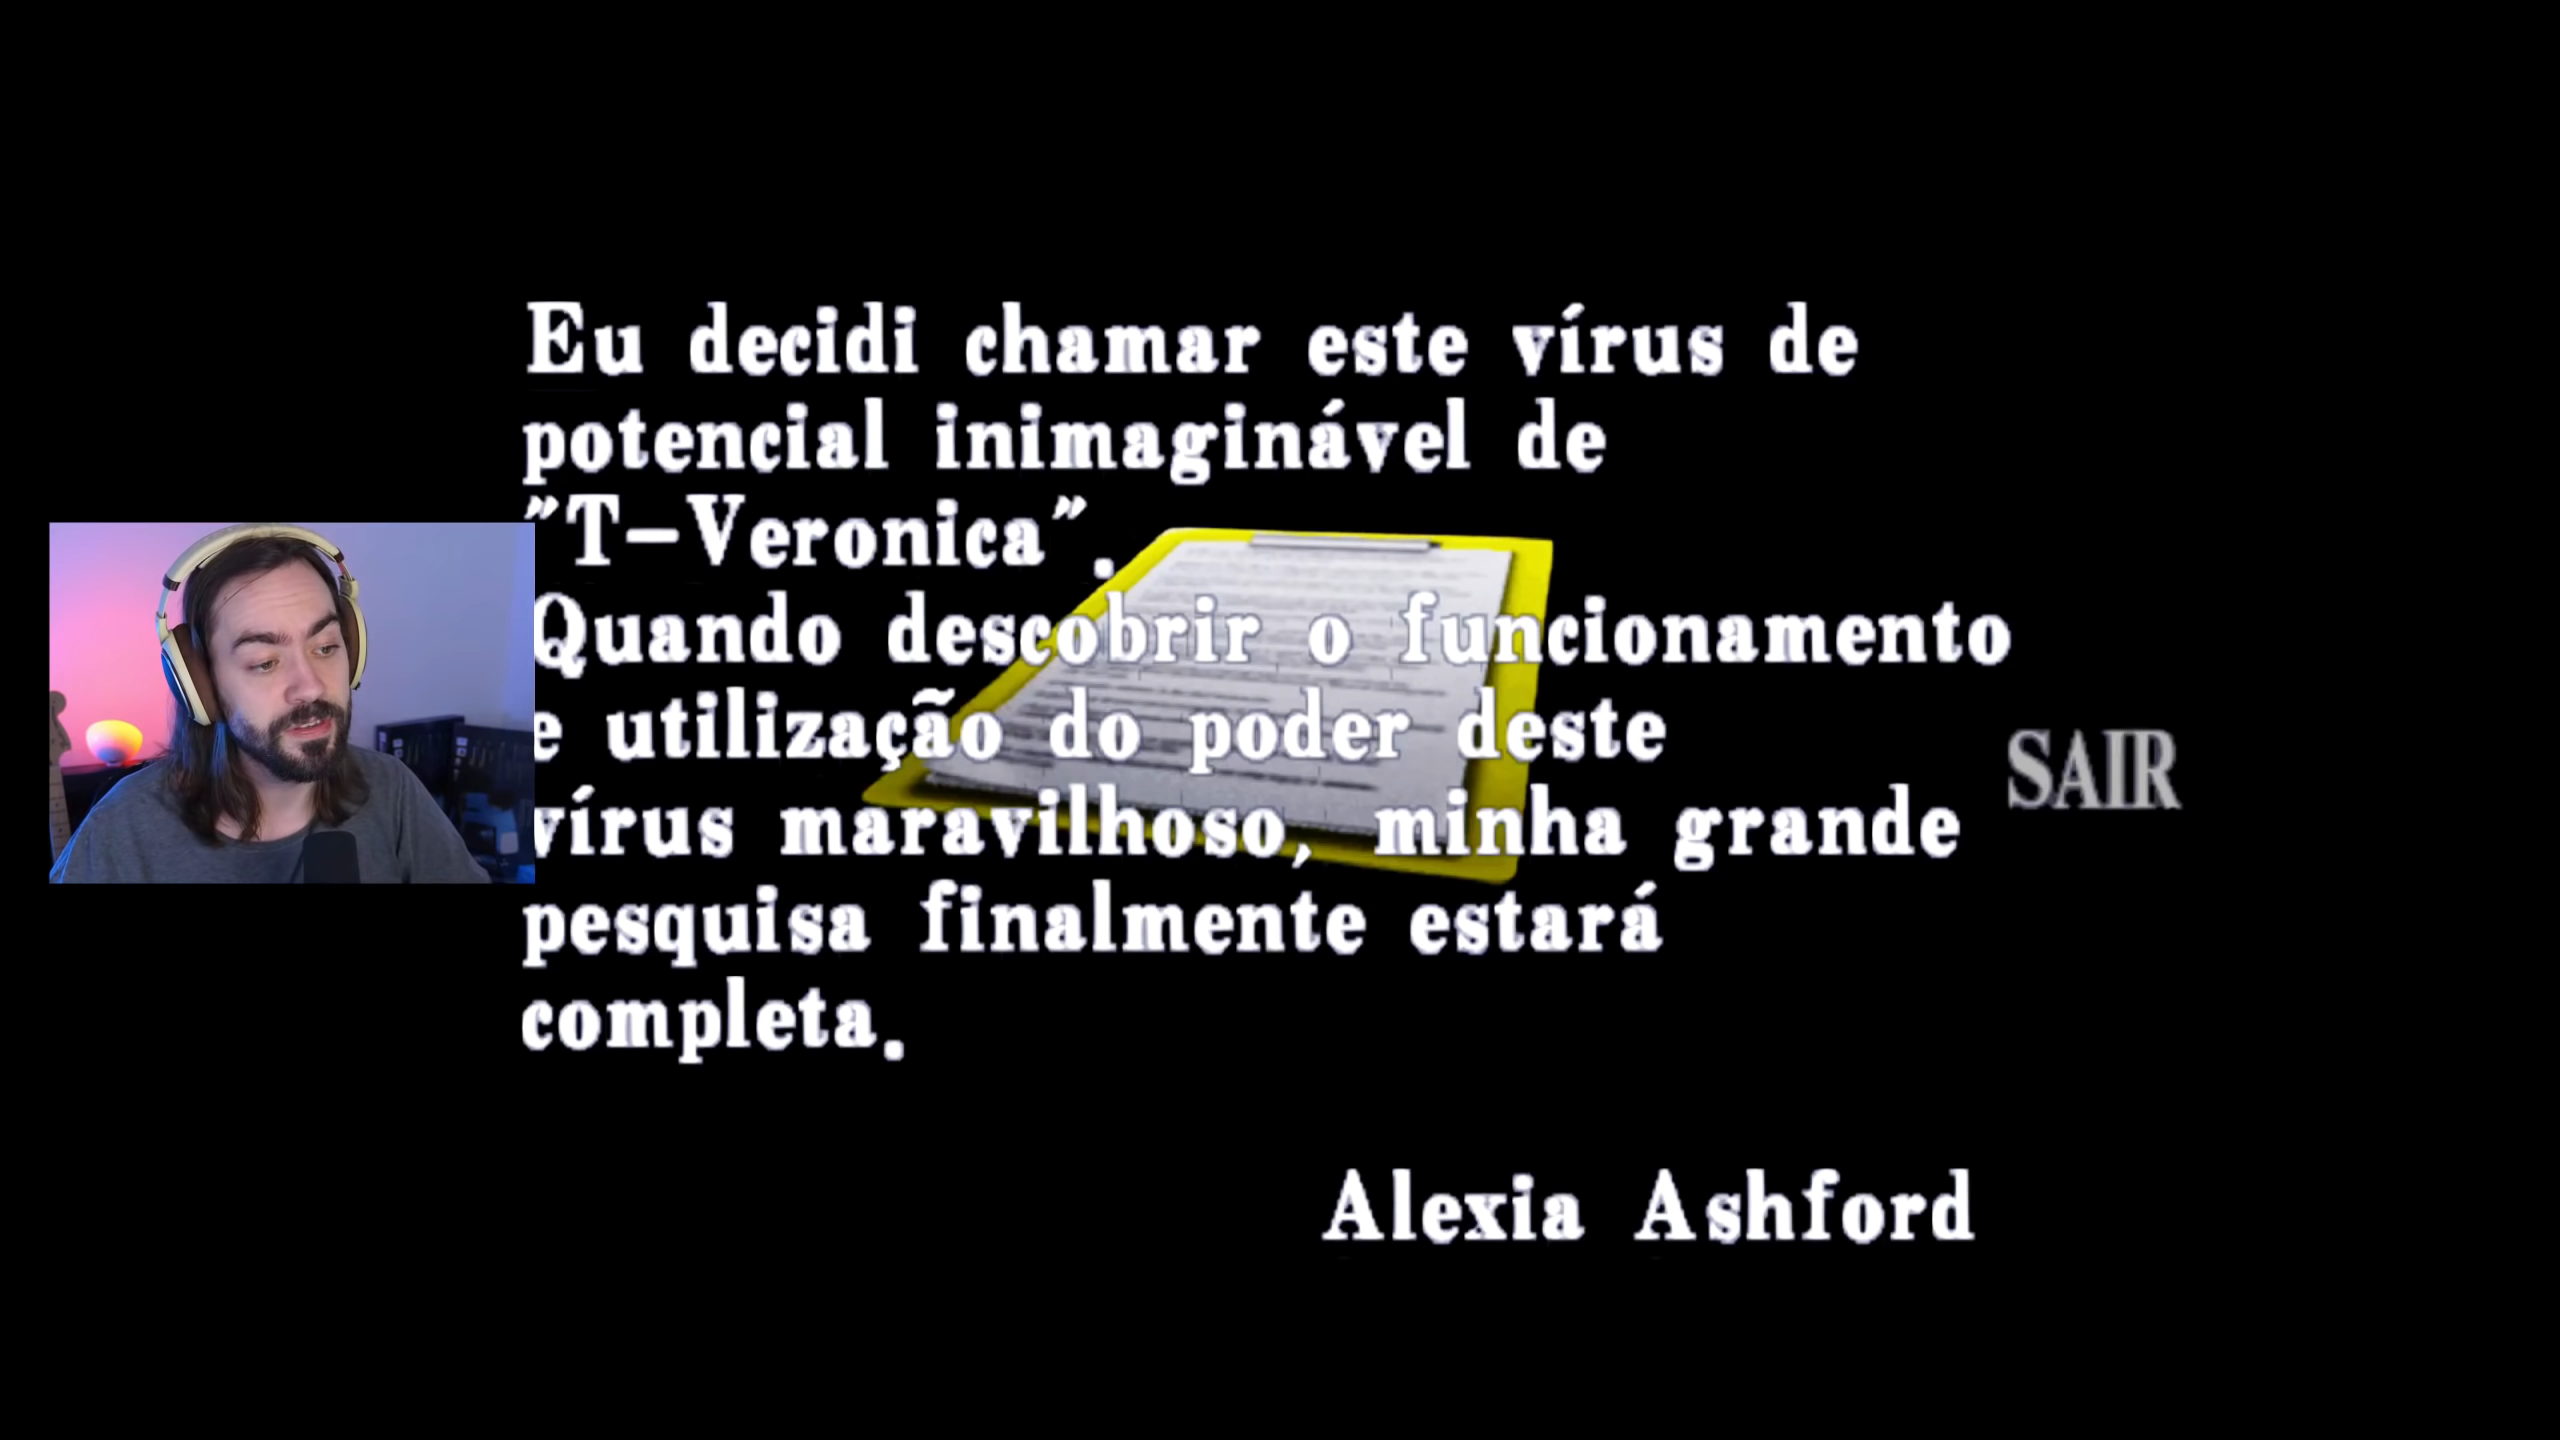 Eu decidi chamar este vírus de
potencial inimaginável de
"T-Veronica".
Quando descobrir o funcionamento
e utilização do poder deste
vírus maravilhoso, minha grande
pesquisa finalmente estará
completa.
SAIR
Alexia Ashford